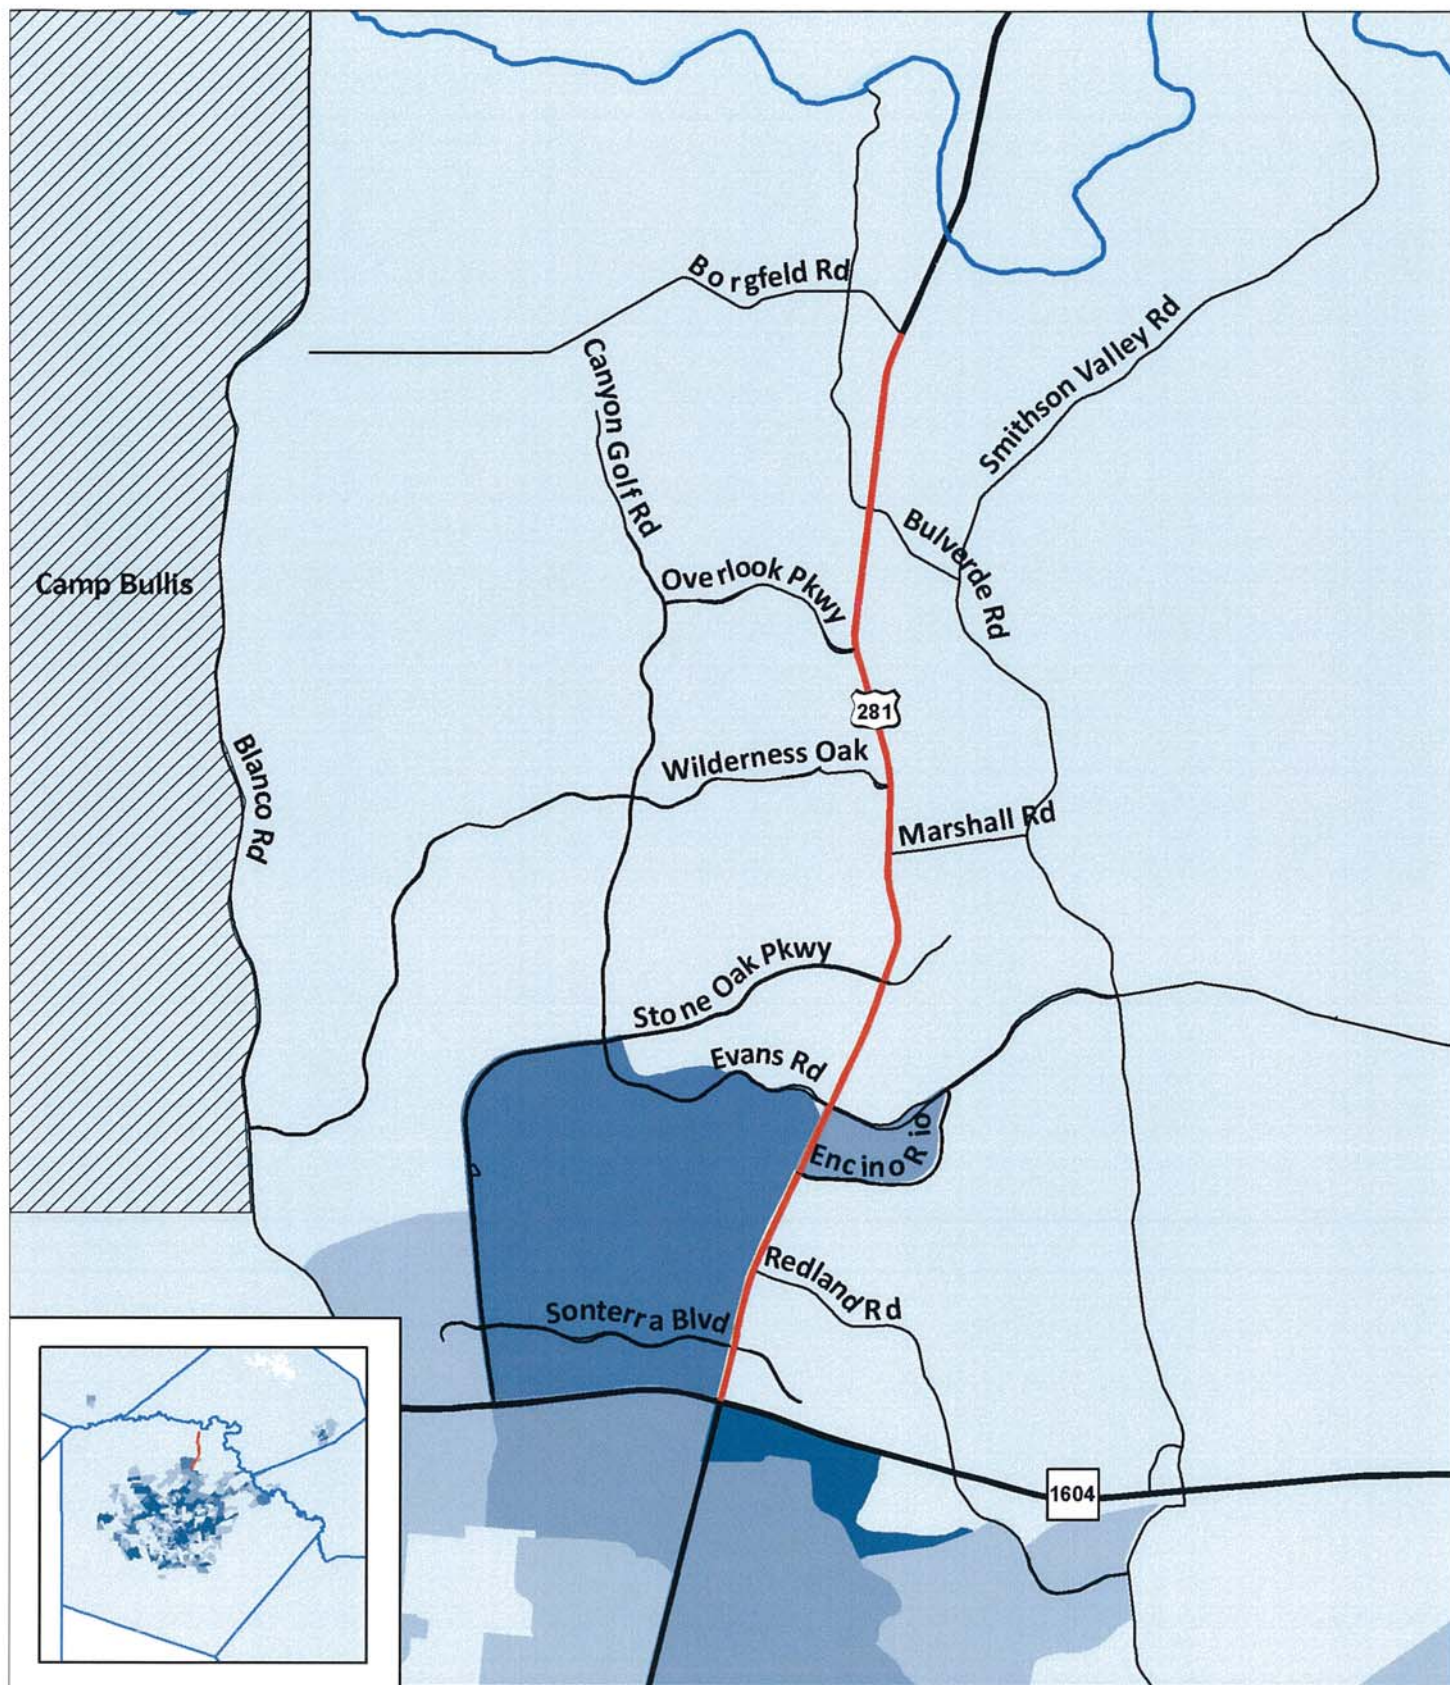 Borgfeld Rd
Canyon Golf Rd
Smithson Valley Rd
Bulverde Rd
Camp Bullis
Overlook Pkwy
281
Blanco Rd
Wilderness Oak
Marshall Rd
Stone Oak Pkwy
Evans Rd
Encino Rio
Redland Rd
Sonterra Blvd
1604